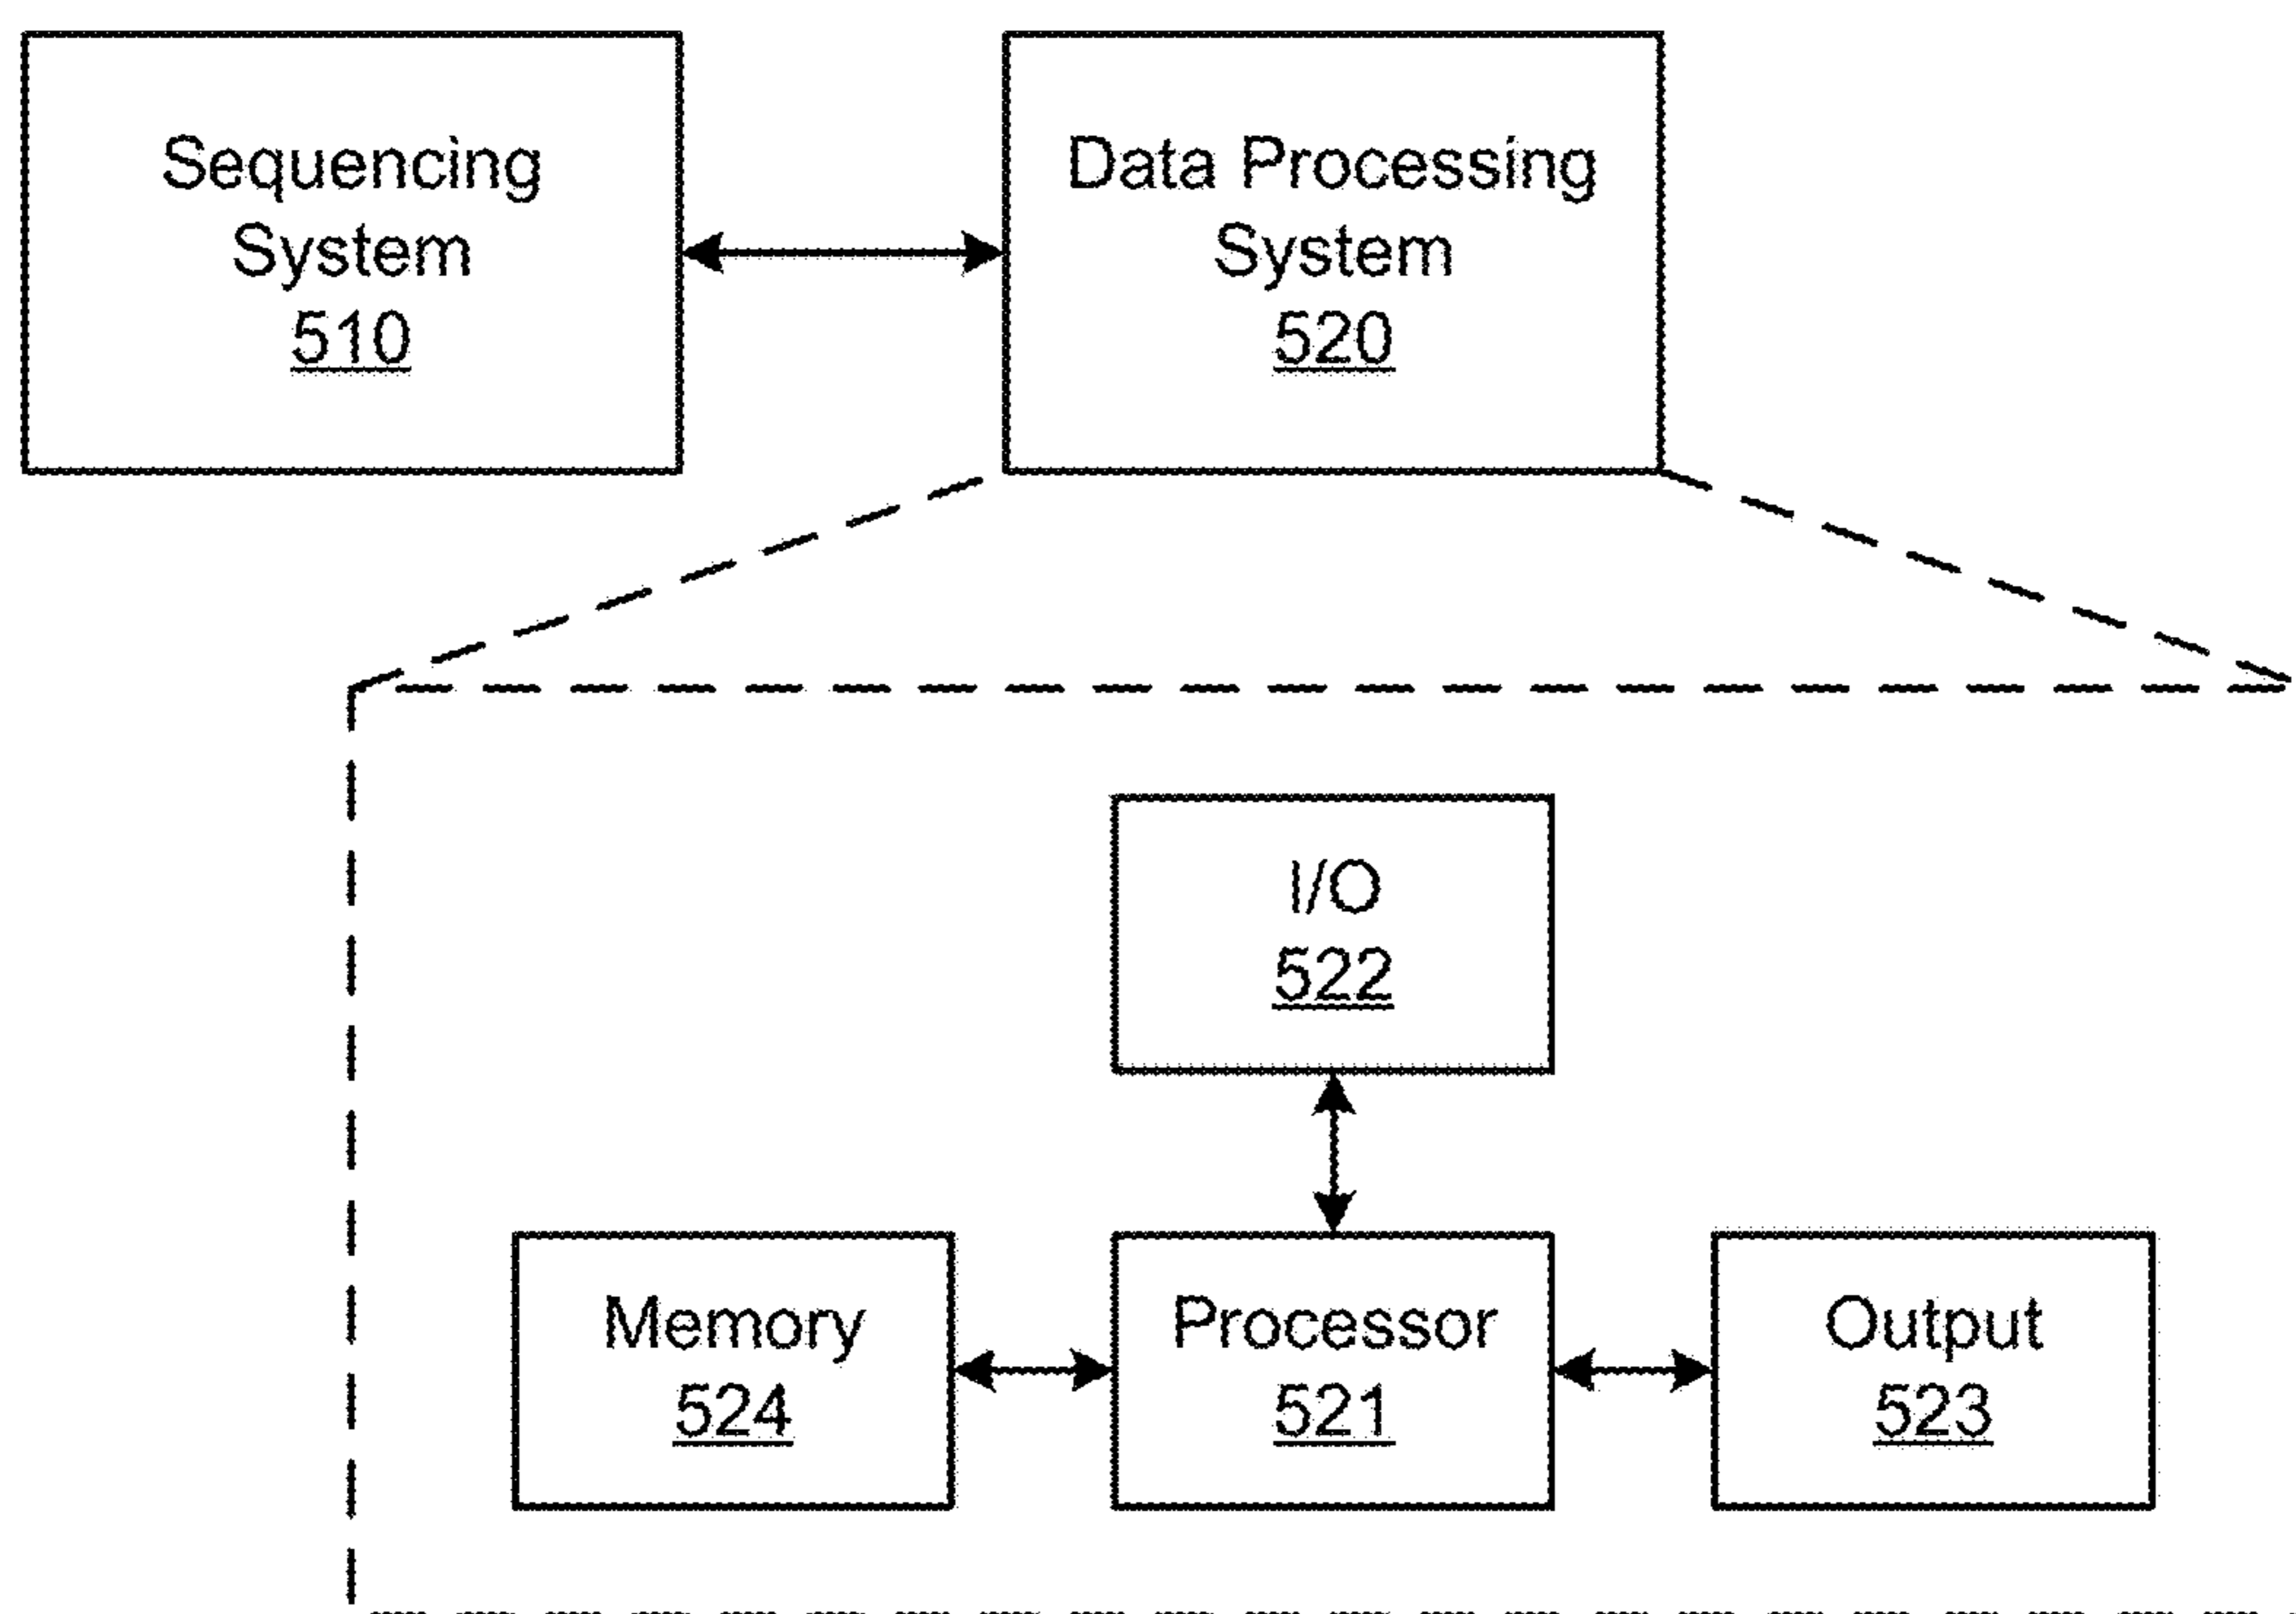 Sequencing
System
510
Data Processing
System
520
I/O
522
Memory
524
Processor
521
Output
523